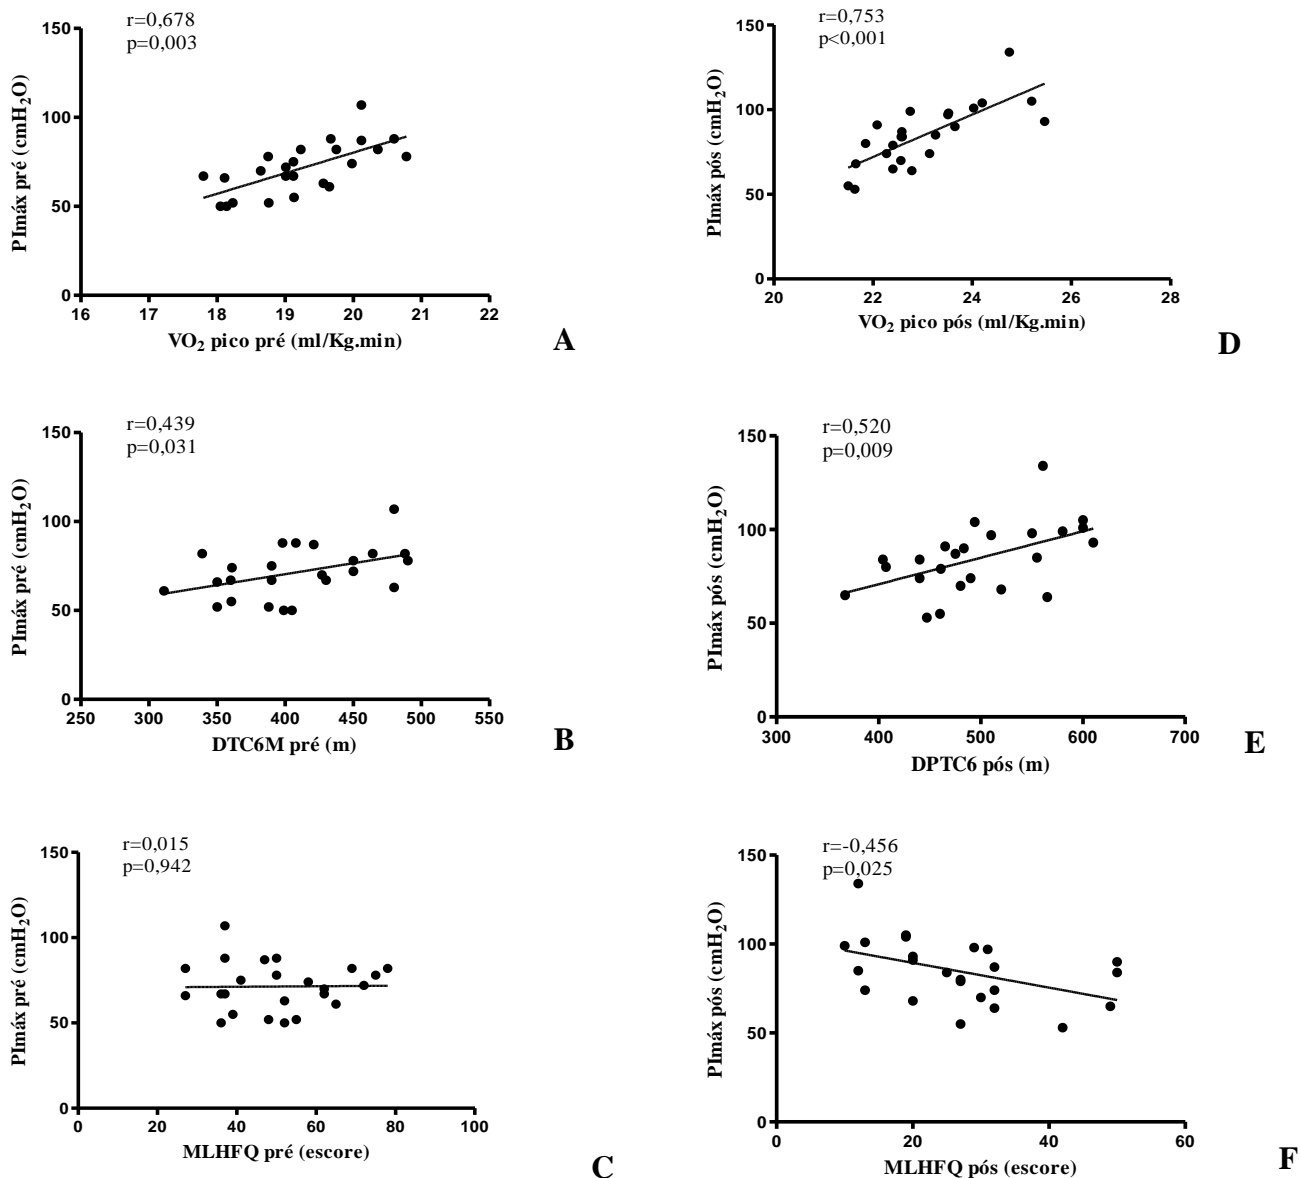 r=0,678
p=0,003
150
100
50
0
PImáx pré (cmH2O)
16 17 18 19 20 21 22
VO2 pico pré (ml/Kg.min)
A
r=0,753
p<0,001
150
100
50
0
PImáx pós (cmH2O)
20 22 24 26 28
VO2 pico pós (ml/Kg.min)
D
r=0,439
p=0,031
150
100
50
0
PImáx pré (cmH2O)
250 300 350 400 450 500 550
DTC6M pré (m)
B
r=0,520
p=0,009
150
100
50
0
PImáx pós (cmH2O)
300 400 500 600 700
DPTC6 pós (m)
E
r=0,015
p=0,942
150
100
50
0
PImáx pré (cmH2O)
0 20 40 60 80 100
MLHFQ pré (escore)
C
r=-0,456
p=0,025
150
100
50
0
PImáx pós (cmH2O)
0 20 40 60
MLHFQ pós (escore)
F